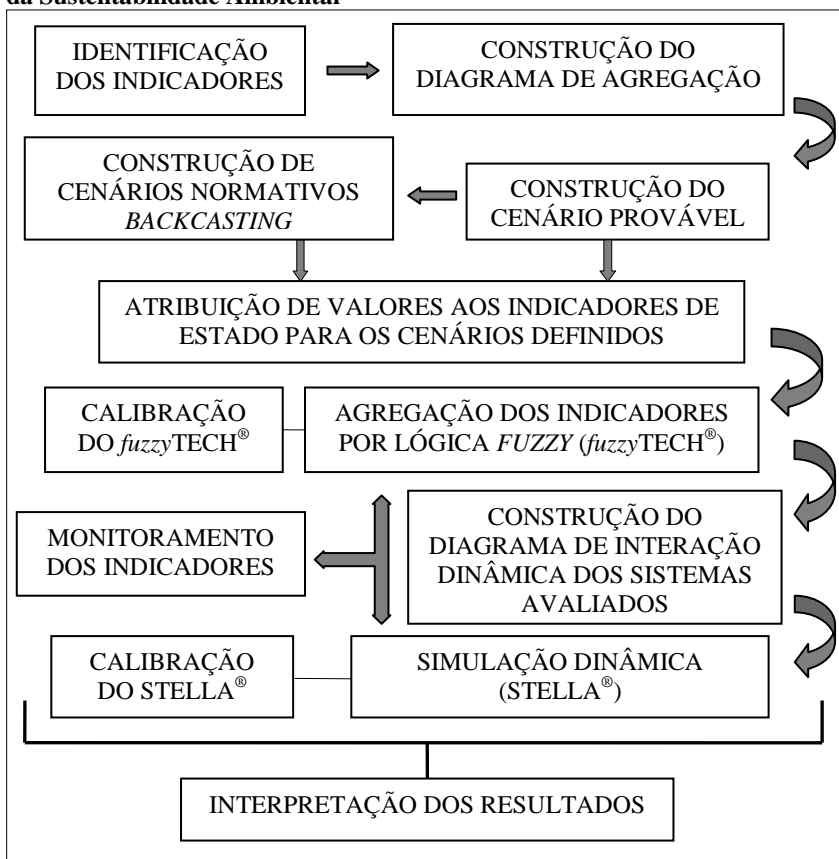 da Sustentabilidade Ambiental
IDENTIFICAÇÃO
DOS INDICADORES
CONSTRUÇÃO DO
DIAGRAMA DE AGREGAÇÃO
CONSTRUÇÃO DE
CENÁRIOS NORMATIVOS
BACKCASTING
CONSTRUÇÃO DO
CENÁRIO PROVÁVEL
ATRIBUIÇÃO DE VALORES AOS INDICADORES DE
ESTADO PARA OS CENÁRIOS DEFINIDOS
CALIBRAÇÃO
DO fuzzyTECH®
AGREGAÇÃO DOS INDICADORES
POR LÓGICA FUZZY (fuzzyTECH®)
MONITORAMENTO
DOS INDICADORES
CONSTRUÇÃO DO
DIAGRAMA DE INTERAÇÃO
DINÂMICA DOS SISTEMAS
AVALIADOS
CALIBRAÇÃO
DO STELLA®
SIMULAÇÃO DINÂMICA
(STELLA®)
INTERPRETAÇÃO DOS RESULTADOS